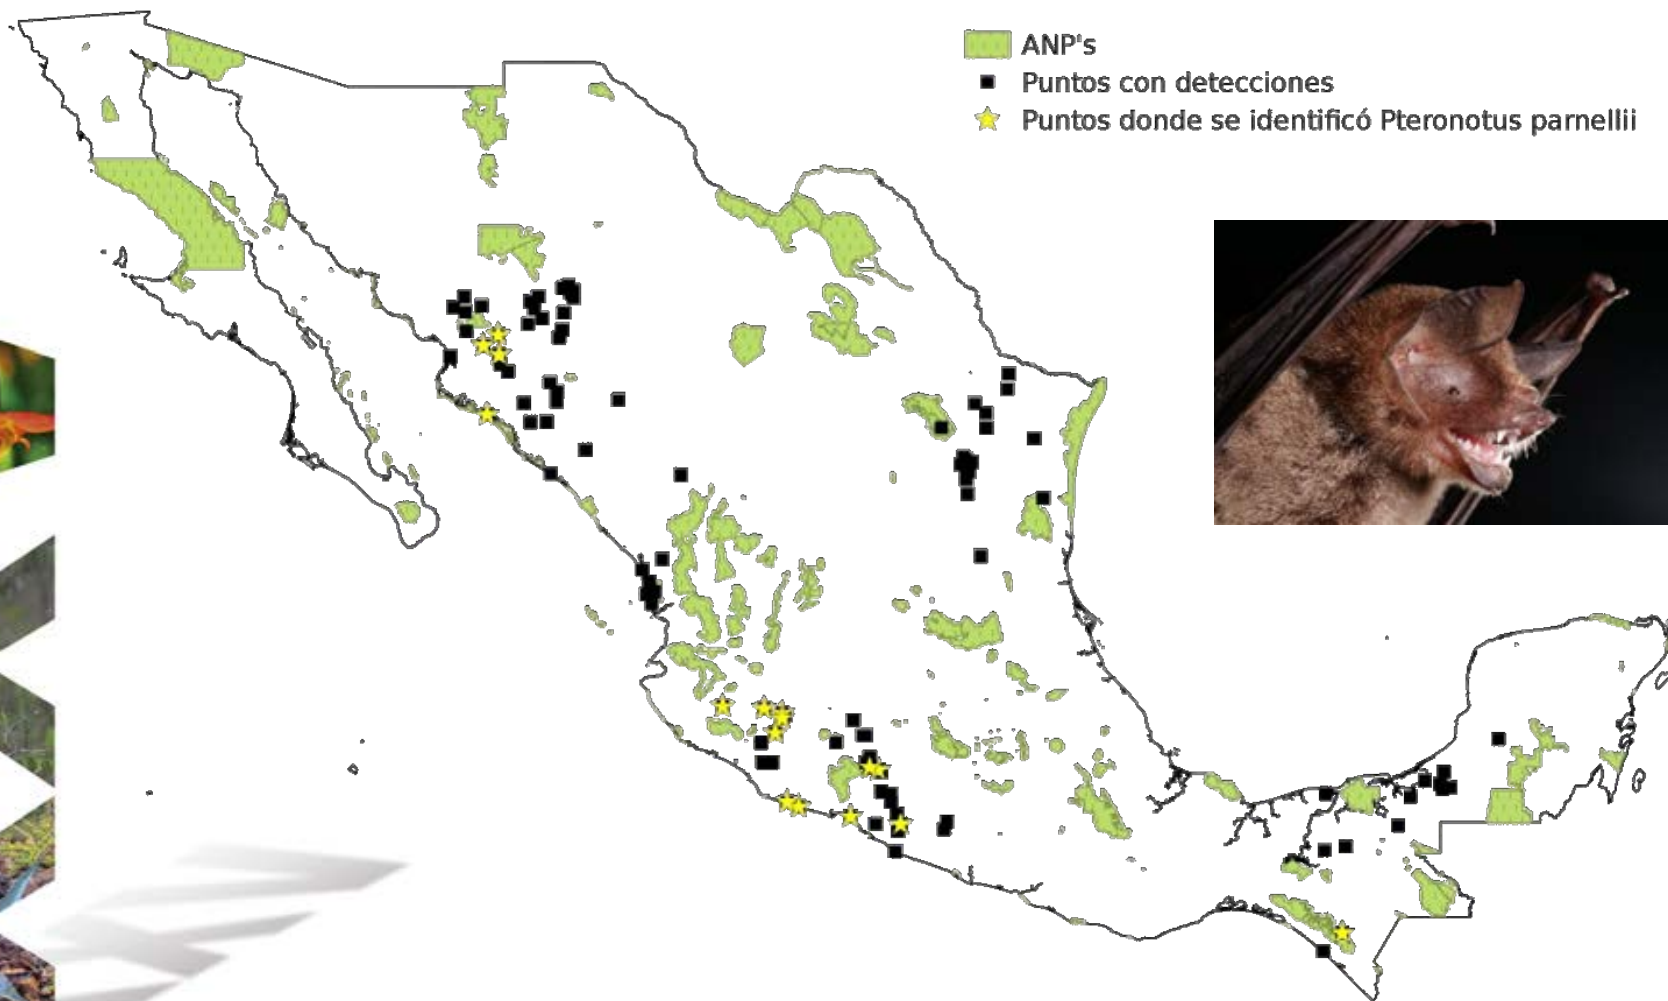 ANP's
Puntos con detecciones
Puntos donde se identificó Pteronotus parnellii